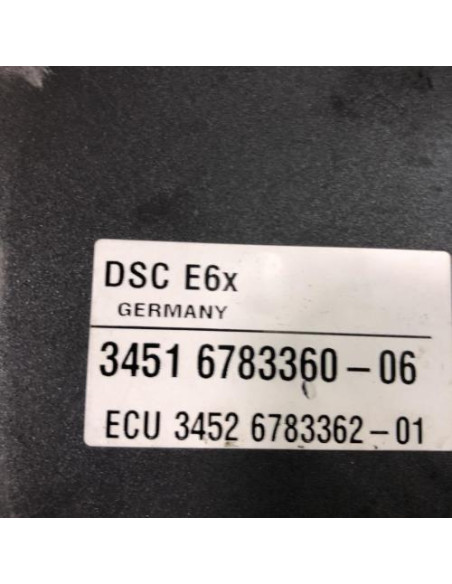 DSC E6x
GERMANY
3451 6783360-06
ECU 3452 6783362-01